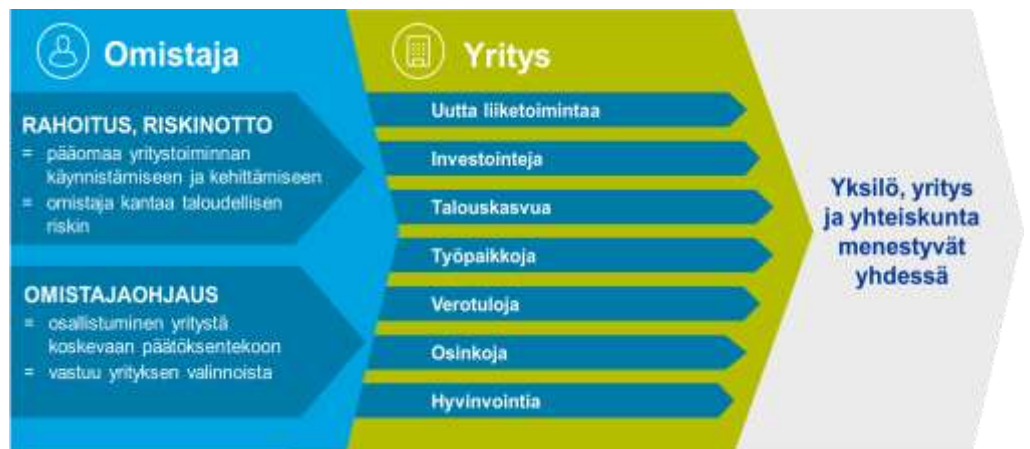 Omistaja
RAHOITUS, RISKINOTTO
= pääomaa yritystoiminnan
käynnistämiseen ja kehittämiseen
= omistaja kantaa taloudellisen
riskin
OMISTAJAOHJAUS
= osallistuminen yritystä
koskevaan päätöksentekoon
= vastuu yrityksen valinnoista
Yritys
Uutta liiketoimintaa
Investointeja
Talouskasvua
Työpaikkoja
Verotuloja
Osinkoja
Hyvinvointia
Yksilö, yritys
ja yhteiskunta
menestyvät
yhdessä